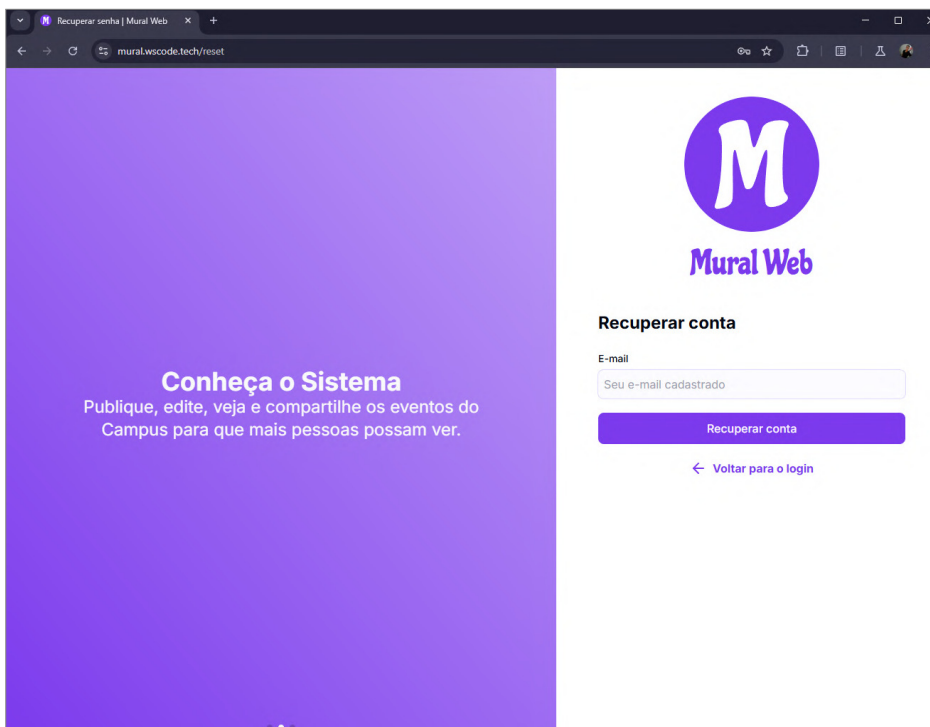 M Recuperar senha | Mural Web
mural.wscode.tech/reset
Conheça o Sistema
Publique, edite, veja e compartilhe os eventos do
Campus para que mais pessoas possam ver.
M
Mural Web
Recuperar conta
E-mail
Seu e-mail cadastrado
Recuperar conta
Voltar para o login